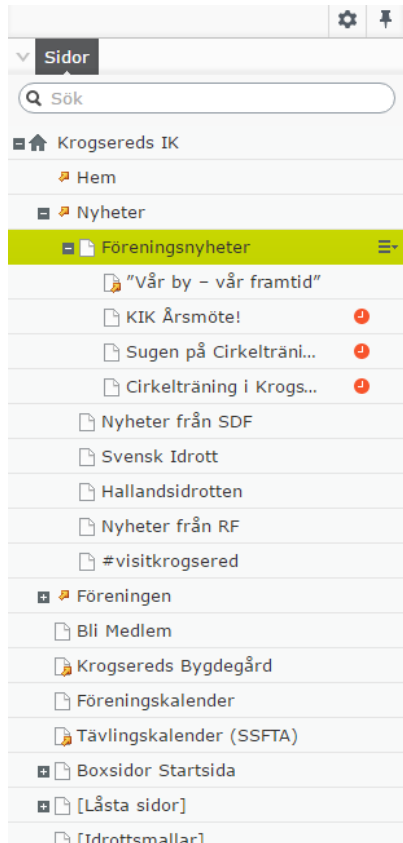 Sidor
Sök
Krogsereds IK
Hem
Nyheter
Föreningsnyheter
”Vår by – vår framtid”
KIK Årsmöte!
Sugen på Cirkelträni...
Cirkelträning i Krogs...
Nyheter från SDF
Svensk Idrott
Hallandsidrotten
Nyheter från RF
#visitkrogsered
Föreningen
Bli Medlem
Krogsereds Bygdegård
Föreningskalender
Tävlingskalender (SSFTA)
Boxsidor Startsida
[Låsta sidor]
[Idrottsmallar]